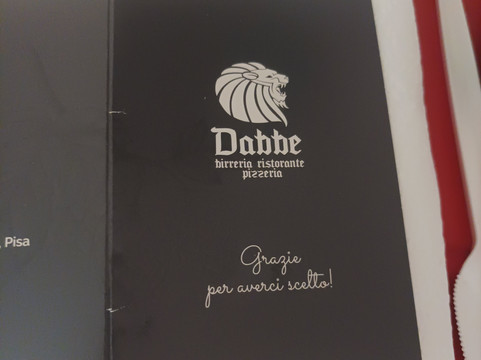 Dabbe
birreria ristorante
pizzeria
, Pisa
Grazie
per averci scelto!